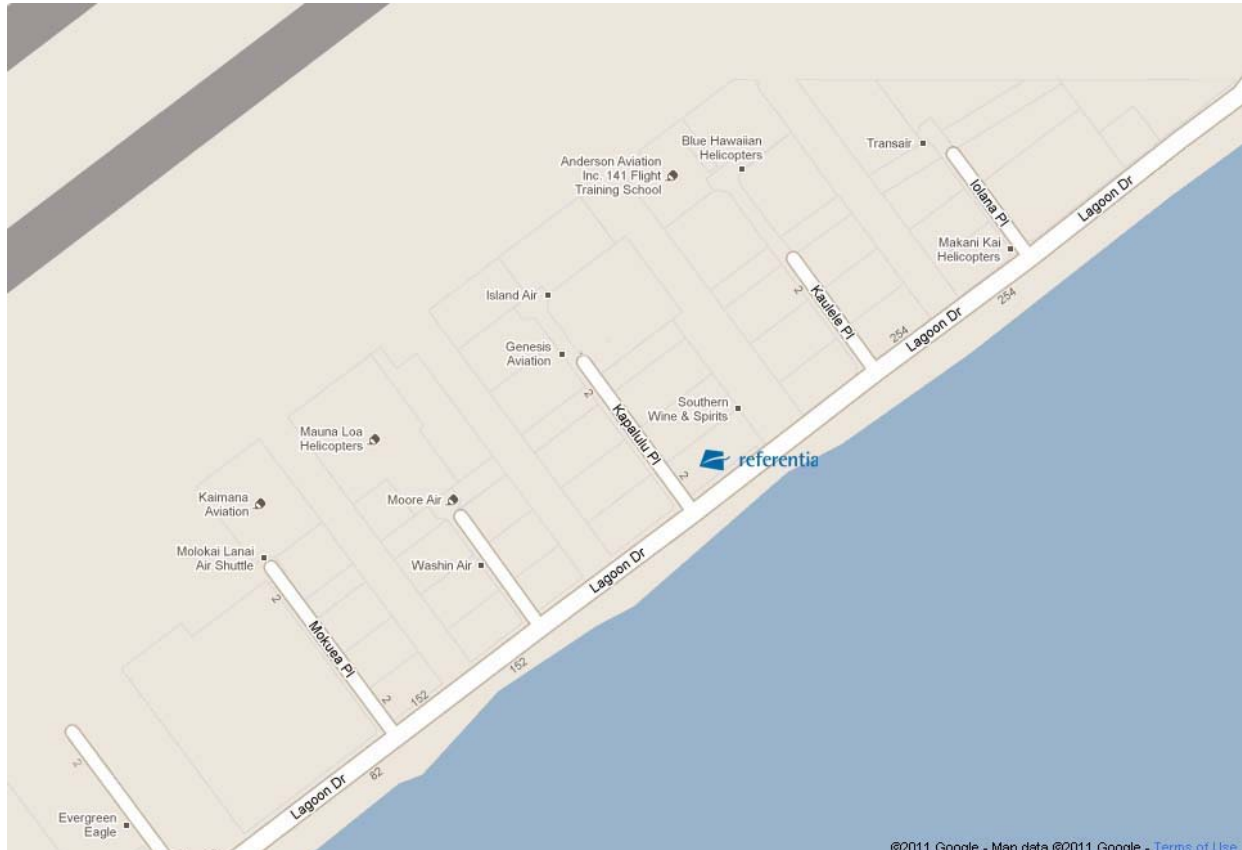 Blue Hawaiian
Helicopters
Transair
Anderson Aviation
Inc. 141 Flight
Training School
Iolana Pl
Lagoon Dr
Makani Kai
Helicopters
Island Air
2
Kaulele Pl
254
254
Lagoon Dr
Genesis
Aviation
2
Kapalulu Pl
Southern
Wine & Spirits
Mauna Loa
Helicopters
referentia
2
Kaimana
Aviation
Moore Air
Molokai Lanai
Air Shuttle
Washin Air
Lagoon Dr
2
Mokuea Pl
152
2
152
2
82
Lagoon Dr
Evergreen
Eagle
©2011 Google - Map data ©2011 Google - Terms of Use